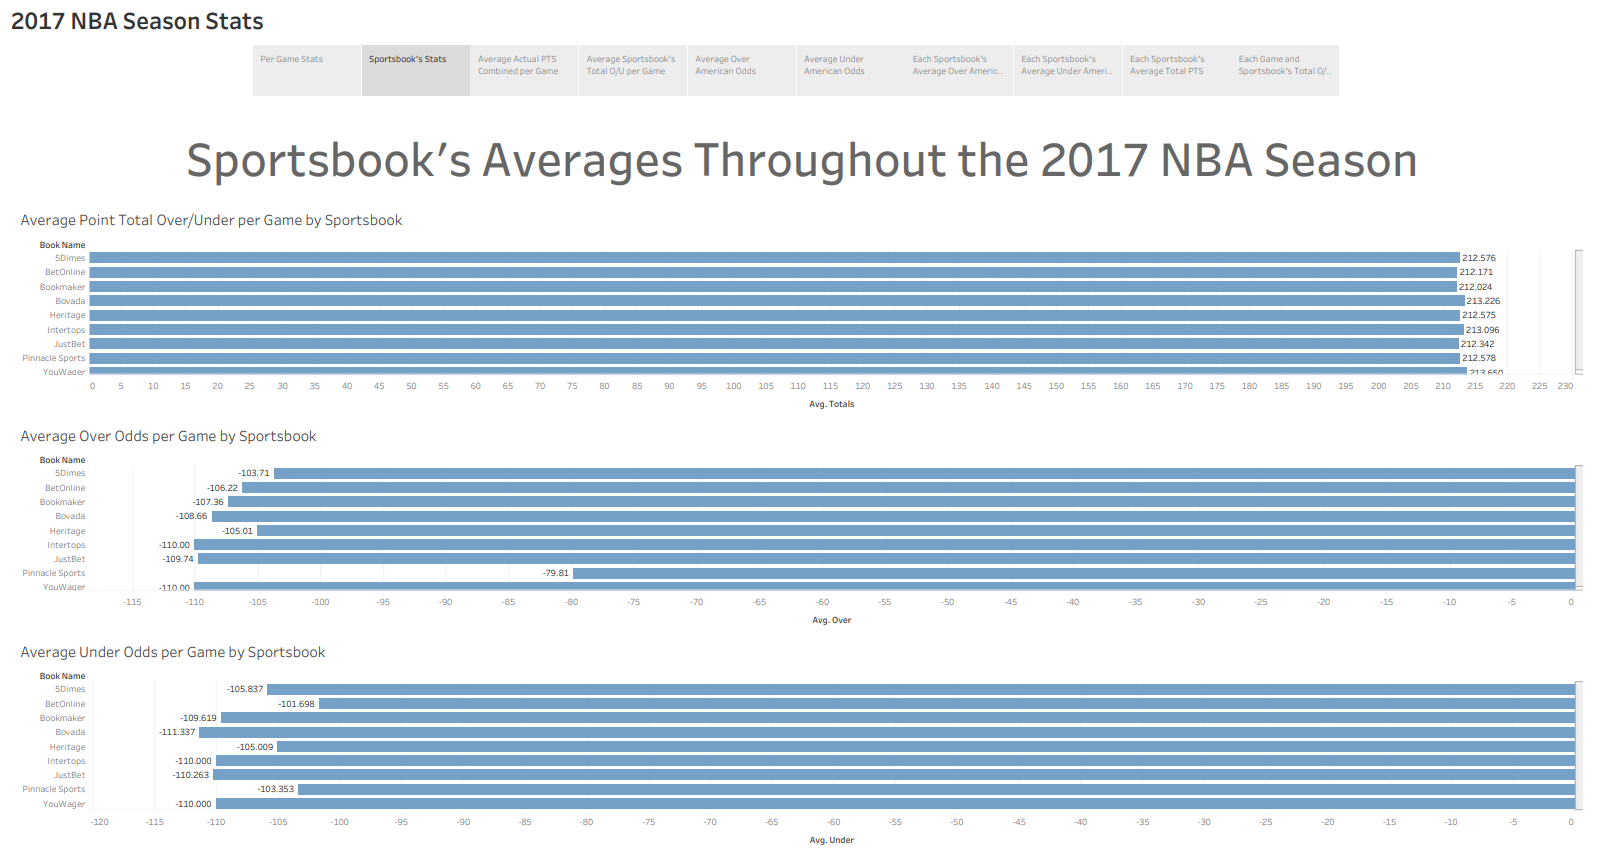 2017 NBA Season Stats
Per Game Stats
Sportsbook's Stats
Average Actual PTS
Combined per Game
Average Sportsbook's
Total O/U per Game
Average Over
American Odds
Average Under
American Odds
Each Sportsbook's
Average Over Americ..
Each Sportsbook's
Average Under Ameri..
Each Sportsbook's
Average Total PTS
Each Game and
Sportsbook's Total O/..
Sportsbook's Averages Throughout the 2017 NBA Season
Average Point Total Over/Under per Game by Sportsbook
Book Name
5Dimes 212.576
BetOnline 212.171
Bookmaker 212.024
Bovada 213.226
Heritage 212.575
Intertops 213.096
JustBet 212.342
Pinnacle Sports 212.578
YouWager 213.650
0 5 10 15 20 25 30 35 40 45 50 55 60 65 70 75 80 85 90 95 100 105 110 115 120 125 130 135 140 145 150 155 160 165 170 175 180 185 190 195 200 205 210 215 220 225 230
Avg. Totals
Average Over Odds per Game by Sportsbook
Book Name
5Dimes -103.71
BetOnline -106.22
Bookmaker -107.36
Bovada -108.66
Heritage -105.01
Intertops -110.00
JustBet -109.74
Pinnacle Sports -79.81
YouWager -110.00
-115 -110 -105 -100 -95 -90 -85 -80 -75 -70 -65 -60 -55 -50 -45 -40 -35 -30 -25 -20 -15 -10 -5 0
Avg. Over
Average Under Odds per Game by Sportsbook
Book Name
5Dimes -105.837
BetOnline -101.698
Bookmaker -109.619
Bovada -111.337
Heritage -105.009
Intertops -110.000
JustBet -110.263
Pinnacle Sports -103.353
YouWager -110.000
-120 -115 -110 -105 -100 -95 -90 -85 -80 -75 -70 -65 -60 -55 -50 -45 -40 -35 -30 -25 -20 -15 -10 -5 0
Avg. Under